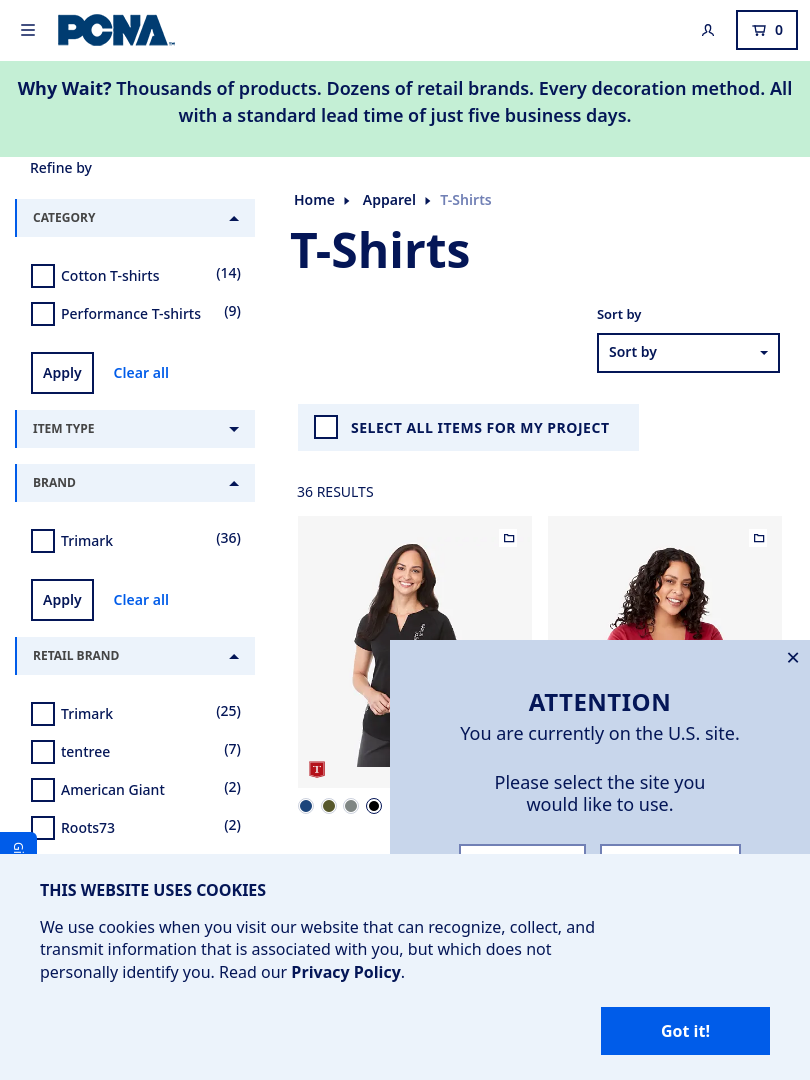 PCNA
0
Why Wait? Thousands of products. Dozens of retail brands. Every decoration method. All
with a standard lead time of just five business days.
Refine by
CATEGORY
Cotton T-shirts (14)
Performance T-shirts (9)
Apply Clear all
ITEM TYPE
BRAND
Trimark (36)
Apply Clear all
RETAIL BRAND
Trimark (25)
tentree (7)
American Giant (2)
Roots73 (2)
Home Apparel T-Shirts
T-Shirts
Sort by
Sort by
SELECT ALL ITEMS FOR MY PROJECT
36 RESULTS
T
ATTENTION
You are currently on the U.S. site.
Please select the site you
would like to use.
THIS WEBSITE USES COOKIES
We use cookies when you visit our website that can recognize, collect, and
transmit information that is associated with you, but which does not
personally identify you. Read our Privacy Policy.
Got it!